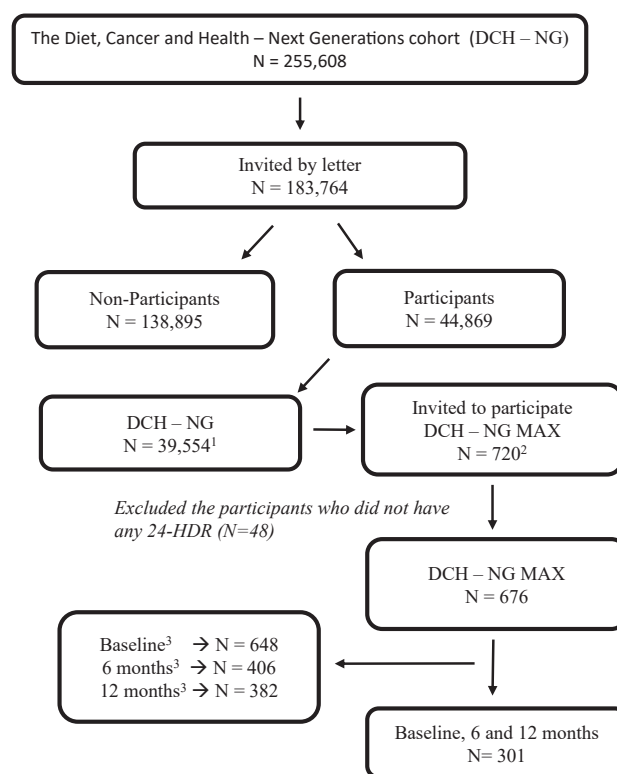 The Diet, Cancer and Health – Next Generations cohort (DCH – NG)
N = 255,608
Invited by letter
N = 183,764
Non-Participants
N = 138,895
Participants
N = 44,869
DCH – NG
N = 39,554¹
Invited to participate
DCH – NG MAX
N = 720²
Excluded the participants who did not have
any 24-HDR (N=48)
DCH – NG MAX
N = 676
Baseline³ → N = 648
6 months³ → N = 406
12 months³ → N = 382
Baseline, 6 and 12 months
N= 301